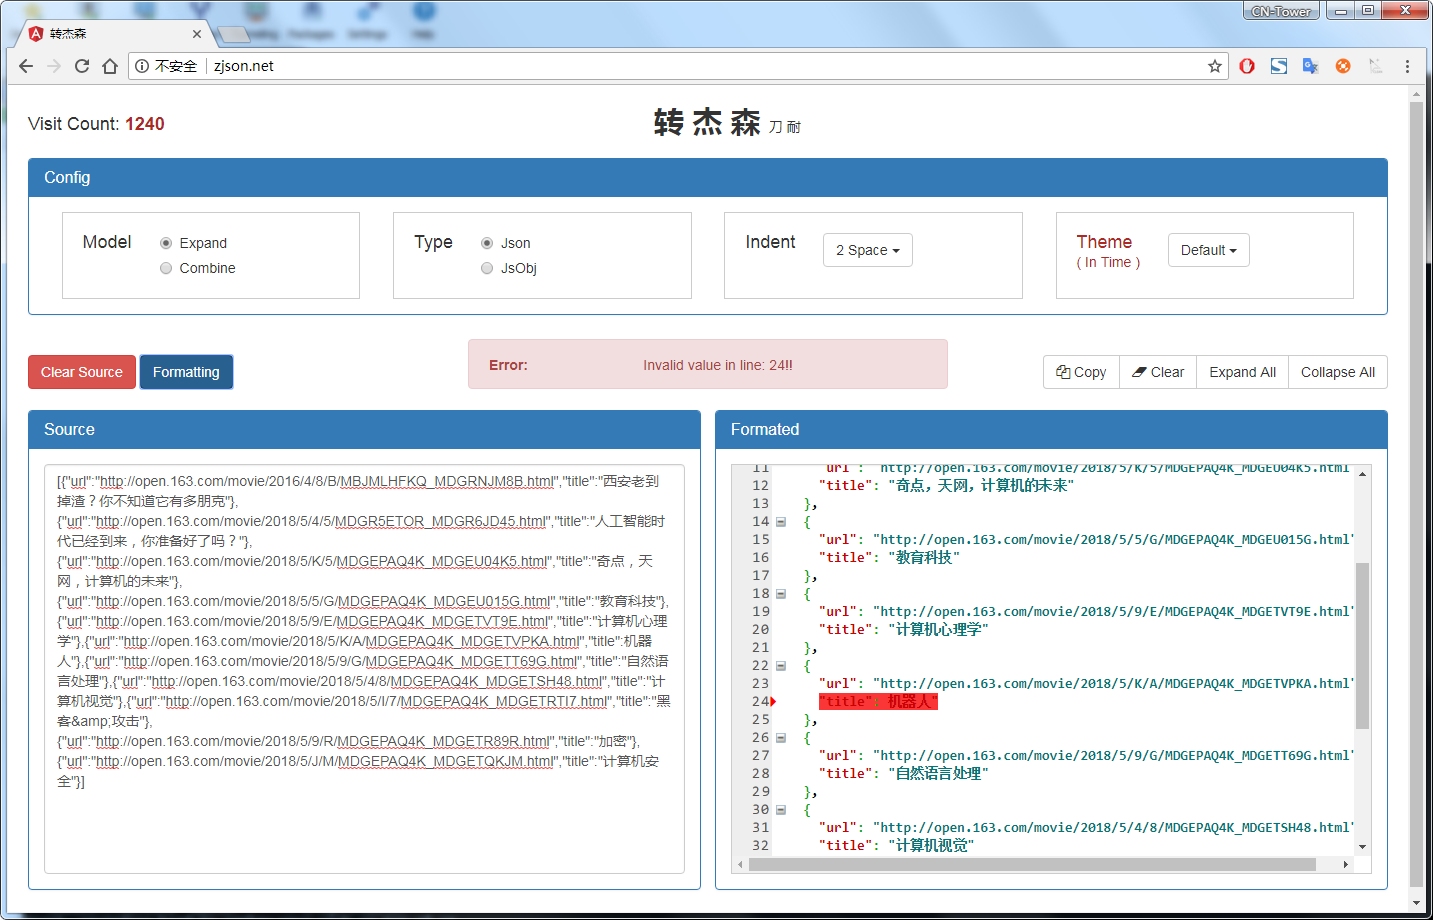 CN-Tower
转杰森
不安全 zjson.net
Visit Count: 1240
转 杰 森 刀 耐
Config
Model
Expand
Combine
Type
Json
JsObj
Indent
2 Space
Theme
( In Time )
Default
Clear Source
Formatting
Error: Invalid value in line: 24!!
Copy
Clear
Expand All
Collapse All
Source
[{"url":"http://open.163.com/movie/2016/4/8/B/MBJMLHFKQ_MDGRNJM8B.html","title":"西安老到
掉渣？你不知道它有多朋克"},
{"url":"http://open.163.com/movie/2018/5/4/5/MDGR5ETOR_MDGR6JD45.html","title":"人工智能时
代已经到来，你准备好了吗？"},
{"url":"http://open.163.com/movie/2018/5/K/5/MDGEPAQ4K_MDGEU04K5.html","title":"奇点，天
网，计算机的未来"},
{"url":"http://open.163.com/movie/2018/5/5/G/MDGEPAQ4K_MDGEU015G.html","title":"教育科技"},
{"url":"http://open.163.com/movie/2018/5/9/E/MDGEPAQ4K_MDGETVT9E.html","title":"计算机心理
学"},{"url":"http://open.163.com/movie/2018/5/K/A/MDGEPAQ4K_MDGETVPKA.html","title":机器
人"},{"url":"http://open.163.com/movie/2018/5/9/G/MDGEPAQ4K_MDGETT69G.html","title":"自然语
言处理"},{"url":"http://open.163.com/movie/2018/5/4/8/MDGEPAQ4K_MDGETSH48.html","title":"计
算机视觉"},{"url":"http://open.163.com/movie/2018/5/I/7/MDGEPAQ4K_MDGETRTI7.html","title":"黑
客&amp;攻击"},
{"url":"http://open.163.com/movie/2018/5/9/R/MDGEPAQ4K_MDGETR89R.html","title":"加密"},
{"url":"http://open.163.com/movie/2018/5/J/M/MDGEPAQ4K_MDGETQKJM.html","title":"计算机安
全"}]
Formated
11 "url": "http://open.163.com/movie/2018/5/K/5/MDGEPAQ4K_MDGEU04K5.html"
12 "title": "奇点，天网，计算机的未来"
13 },
14 {
15 "url": "http://open.163.com/movie/2018/5/5/G/MDGEPAQ4K_MDGEU015G.html"
16 "title": "教育科技"
17 },
18 {
19 "url": "http://open.163.com/movie/2018/5/9/E/MDGEPAQ4K_MDGETVT9E.html"
20 "title": "计算机心理学"
21 },
22 {
23 "url": "http://open.163.com/movie/2018/5/K/A/MDGEPAQ4K_MDGETVPKA.html"
24 "title": 机器人"
25 },
26 {
27 "url": "http://open.163.com/movie/2018/5/9/G/MDGEPAQ4K_MDGETT69G.html"
28 "title": "自然语言处理"
29 },
30 {
31 "url": "http://open.163.com/movie/2018/5/4/8/MDGEPAQ4K_MDGETSH48.html"
32 "title": "计算机视觉"